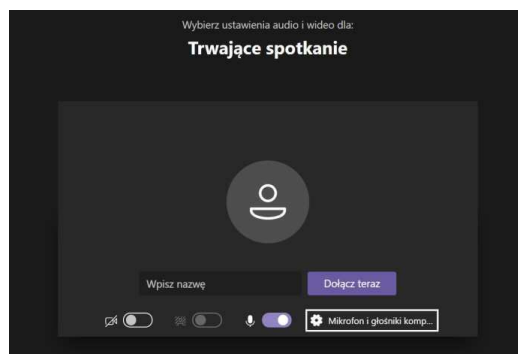 Wybierz ustawienia audio i wideo dla:
Trwające spotkanie
Wpisz nazwę
Dołącz teraz
Mikrofon i głośniki komp...